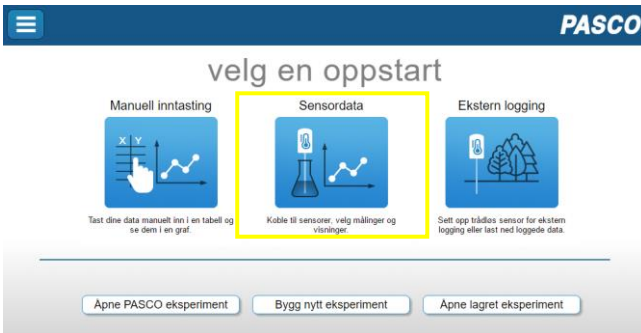 PASCO
velg en oppstart
Manuell inntasting
Sensordata
Ekstern logging
X Y
Tast dine data manuelt inn i en tabell og
se dem i en graf.
Koble til sensorer, velg målinger og
visninger.
Sett opp trådløs sensor for ekstern
logging eller last ned loggede data.
Åpne PASCO eksperiment
Bygg nytt eksperiment
Åpne lagret eksperiment